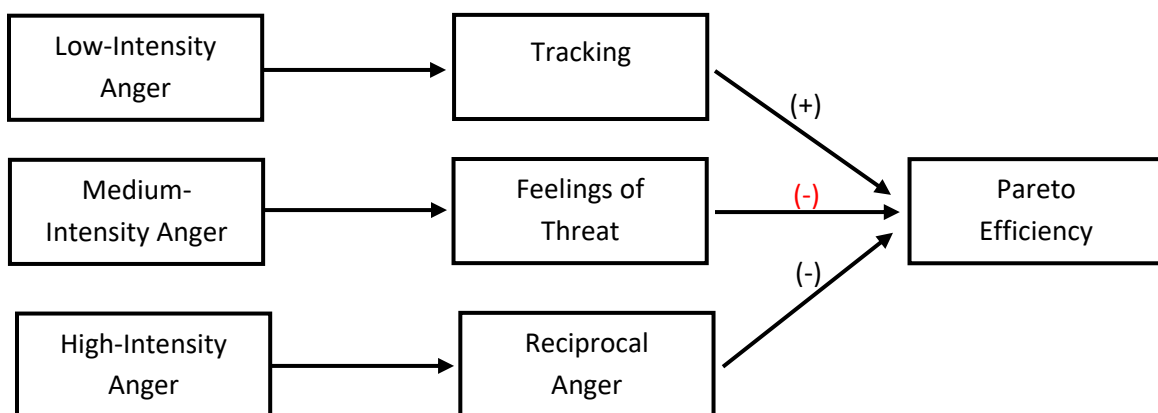 Low-Intensity
Anger
Tracking
(+)
Medium-
Intensity Anger
Feelings of
Threat
(-)
Pareto
Efficiency
(-)
High-Intensity
Anger
Reciprocal
Anger